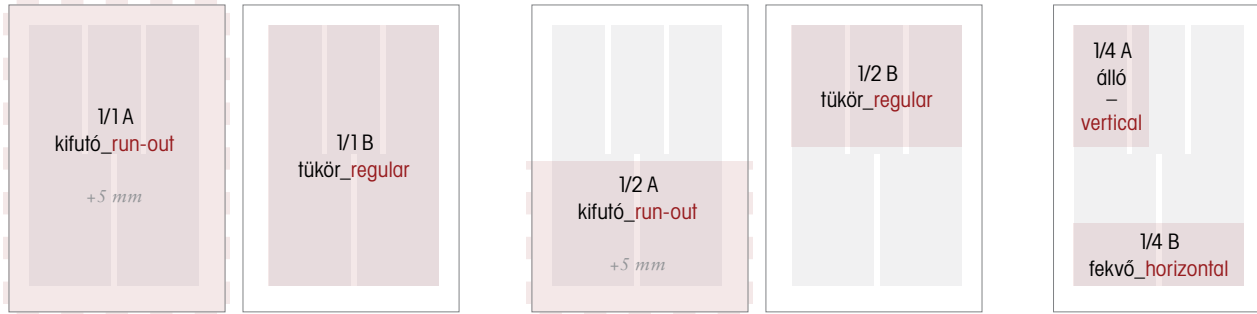 1/1 A
kifutó_run-out
+5 mm
1/1 B
tükör_regular
1/2 A
kifutó_run-out
+5 mm
1/2 B
tükör_regular
1/4 A
álló
–
vertical
1/4 B
fekvő_horizontal